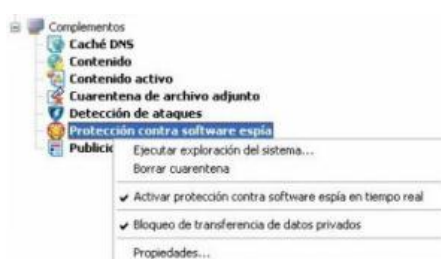 Complementos
Caché DNS
Contenido
Contenido activo
Cuarentena de archivo adjunto
Detección de ataques
Protección contra software espía
Publici
Ejecutar exploración del sistema...
Borrar cuarentena
Activar protección contra software espía en tiempo real
Bloqueo de transferencia de datos privados
Propiedades...